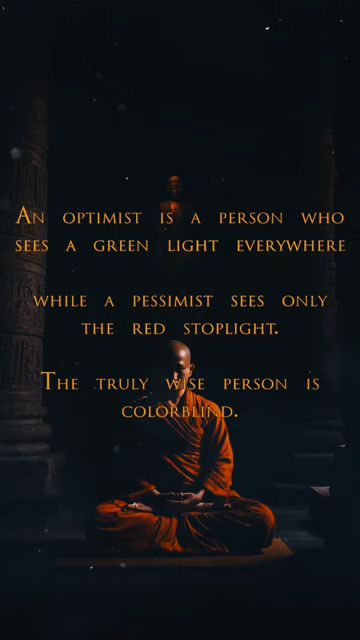 An optimist is a person who
sees a green light everywhere
while a pessimist sees only
the red stoplight.
The truly wise person is
colorblind.